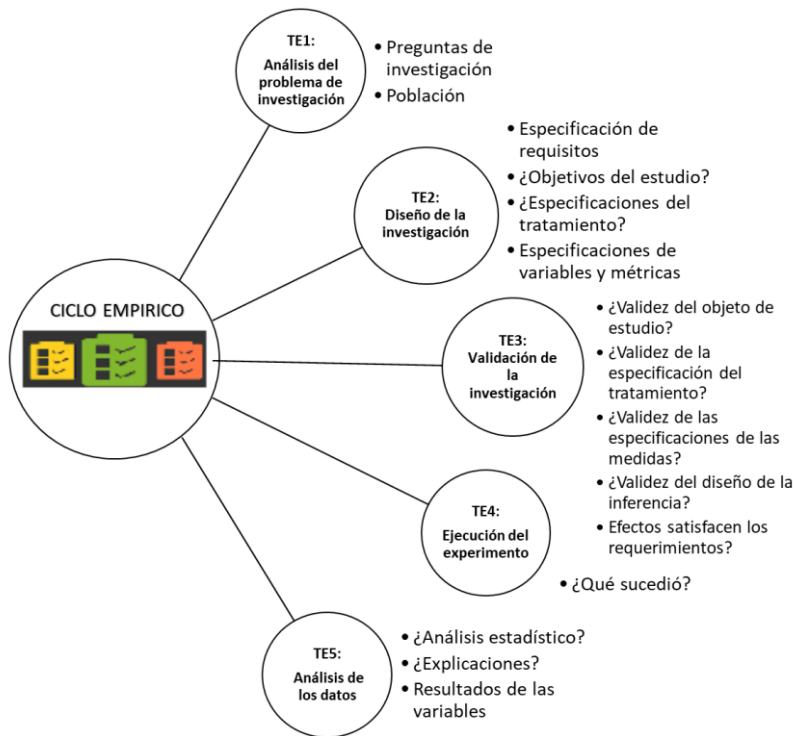 TE1:
Análisis del
problema de
investigación
• Preguntas de
investigación
• Población
TE2:
Diseño de la
investigación
• Especificación de
requisitos
• ¿Objetivos del estudio?
• ¿Especificaciones del
tratamiento?
• Especificaciones de
variables y métricas
CICLO EMPIRICO
TE3:
Validación de
la
investigación
• ¿Validez del objeto de
estudio?
• ¿Validez de la
especificación del
tratamiento?
• ¿Validez de las
especificaciones de las
medidas?
• ¿Validez del diseño de la
inferencia?
• Efectos satisfacen los
requerimientos?
TE4:
Ejecución del
experimento
• ¿Qué sucedió?
TE5:
Análisis de
los datos
• ¿Análisis estadístico?
• ¿Explicaciones?
• Resultados de las
variables